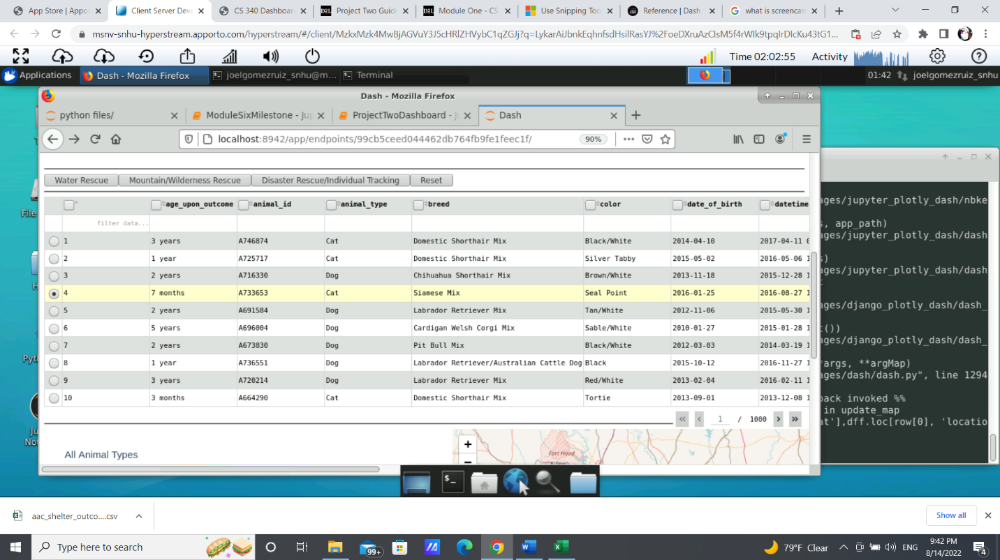 App Store | Appor
Client Server Deve
CS 340 Dashboar
Project Two Guide
Module One - CS
Use Snipping Too
Reference | Dash
what is screencas
msnv-snhu-hyperstream.apporto.com/hyperstream/#/client/
Time 02:02:55
Activity
Applications
Dash - Mozilla Firefox
joelgomezruiz_snhu@m...
Terminal
01:42
joelgomezruiz_snhu
Dash - Mozilla Firefox
python files/
ModuleSixMilestone - Jup
ProjectTwoDashboard - J
Dash
localhost:8942/app/endpoints/99cb5ceed044462db764fb9fe1feec1f/
90%
Water Rescue
Mountain/Wilderness Rescue
Disaster Rescue/Individual Tracking
Reset
age_upon_outcome animal_id animal_type breed color date_of_birth datetime
filter data...
1 3 years A746874 Cat Domestic Shorthair Mix Black/White 2014-04-10 2017-04-11
2 1 year A725717 Cat Domestic Shorthair Mix Silver Tabby 2015-05-02 2016-05-06 1
3 2 years A716330 Dog Chihuahua Shorthair Mix Brown/White 2013-11-18 2015-12-28 1
4 7 months A733653 Cat Siamese Mix Seal Point 2016-01-25 2016-08-27 1
5 2 years A691584 Dog Labrador Retriever Mix Tan/White 2012-11-06 2015-05-30 1
6 5 years A696004 Dog Cardigan Welsh Corgi Mix Sable/White 2010-01-27 2015-01-28 1
7 2 years A673830 Dog Pit Bull Mix Black/White 2012-03-03 2014-03-19 1
8 1 year A736551 Dog Labrador Retriever/Australian Cattle Dog Black 2015-10-12 2016-11-27 1
9 3 years A720214 Dog Labrador Retriever Mix Red/White 2013-02-04 2016-02-11 1
10 3 months A664290 Cat Domestic Shorthair Mix Tortie 2013-09-01 2013-12-08 1
1 / 1000
All Animal Types
+
−
Fort Hood
Killeen
ages/jupyter_plotly_dash/nbke
s, app_path)
ages/jupyter_plotly_dash/dash
s)
ages/jupyter_plotly_dash/dash
ages/django_plotly_dash/dash_
t())
ages/django_plotly_dash/dash_
*args, **argMap)
ages/dash/dash.py", line 1294
back invoked %%
in update_map
at'],dff.loc[row[0], 'locatio
File
aac_shelter_outco....csv
Show all
Type here to search
99+
79°F Clear
ENG
9:42 PM
8/14/2022
4